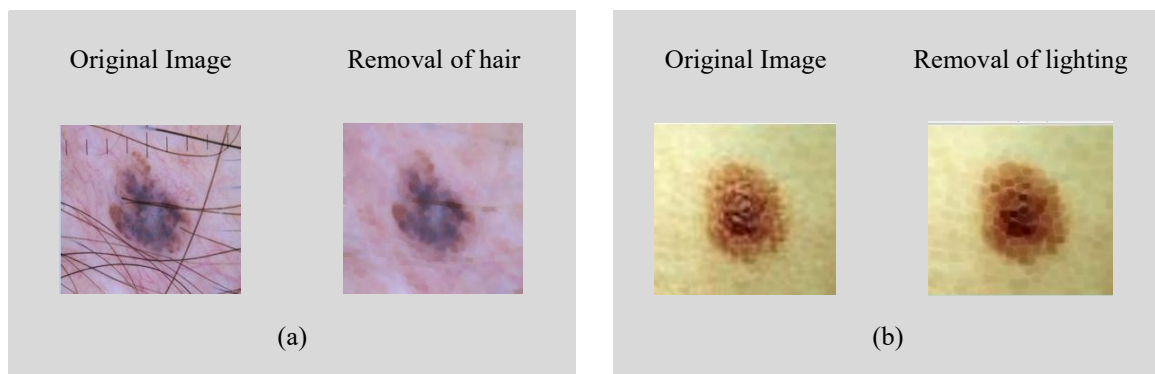 Original Image
Removal of hair
(a)
Original Image
Removal of lighting
(b)